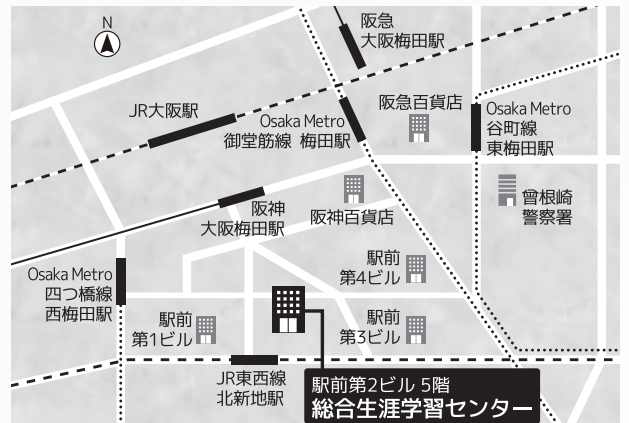 N
阪急
大阪梅田駅
JR大阪駅
Osaka Metro
御堂筋線 梅田駅
阪急百貨店
Osaka Metro
谷町線
東梅田駅
曾根崎
警察署
阪神
大阪梅田駅
阪神百貨店
Osaka Metro
四つ橋線
西梅田駅
駅前
第4ビル
駅前
第1ビル
駅前
第3ビル
JR東西線
北新地駅
駅前第2ビル 5階
総合生涯学習センター